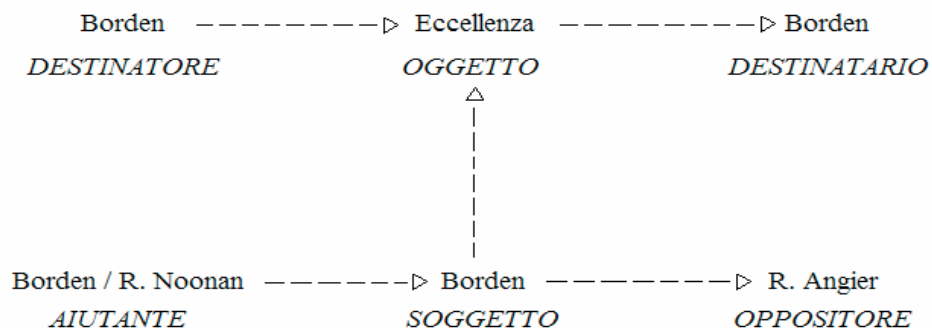 Borden Eccellenza Borden
DESTINATORE OGGETTO DESTINATARIO
Borden / R. Noonan Borden R. Angier
AIUTANTE SOGGETTO OPPOSITORE